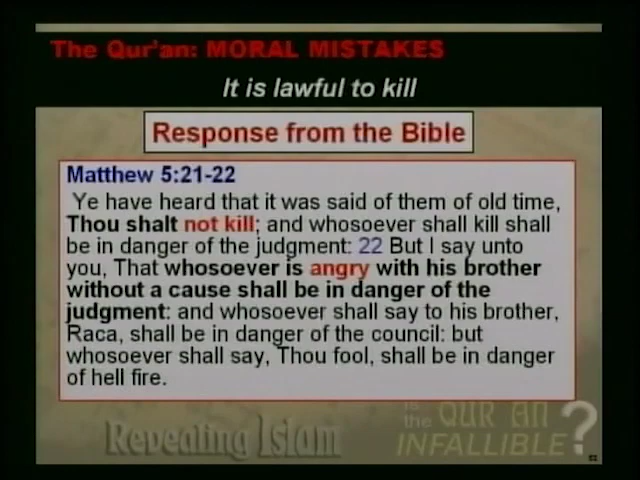 The Qur'an: MORAL MISTAKES
It is lawful to kill
Response from the Bible
Matthew 5:21-22
Ye have heard that it was said of them of old time,
Thou shalt not kill; and whosoever shall kill shall
be in danger of the judgment: 22 But I say unto
you, That whosoever is angry with his brother
without a cause shall be in danger of the
judgment: and whosoever shall say to his brother,
Raca, shall be in danger of the council: but
whosoever shall say, Thou fool, shall be in danger
of hell fire.
Revealing Islam
is
the QUR'AN
INFALLIBLE?